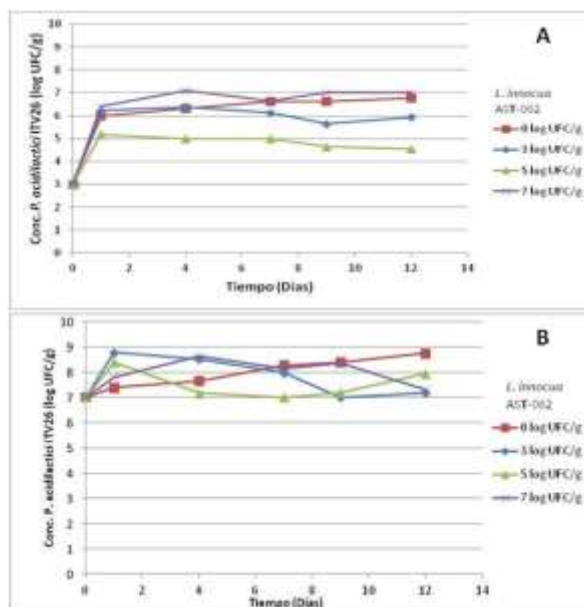 A
Conc. P. acidilactici ITV26 (log UFC/g)
10
9
8
7
6
5
4
3
2
1
0
0 2 4 6 8 10 12 14
Tiempo (Días)
L. innocua
AST-062
0 log UFC/g
3 log UFC/g
5 log UFC/g
7 log UFC/g
B
Conc. P. acidilactici ITV26 (log UFC/g)
10
9
8
7
6
5
4
3
2
1
0
0 2 4 6 8 10 12 14
Tiempo (Días)
L. innocua
AST-062
0 log UFC/g
3 log UFC/g
5 log UFC/g
7 log UFC/g